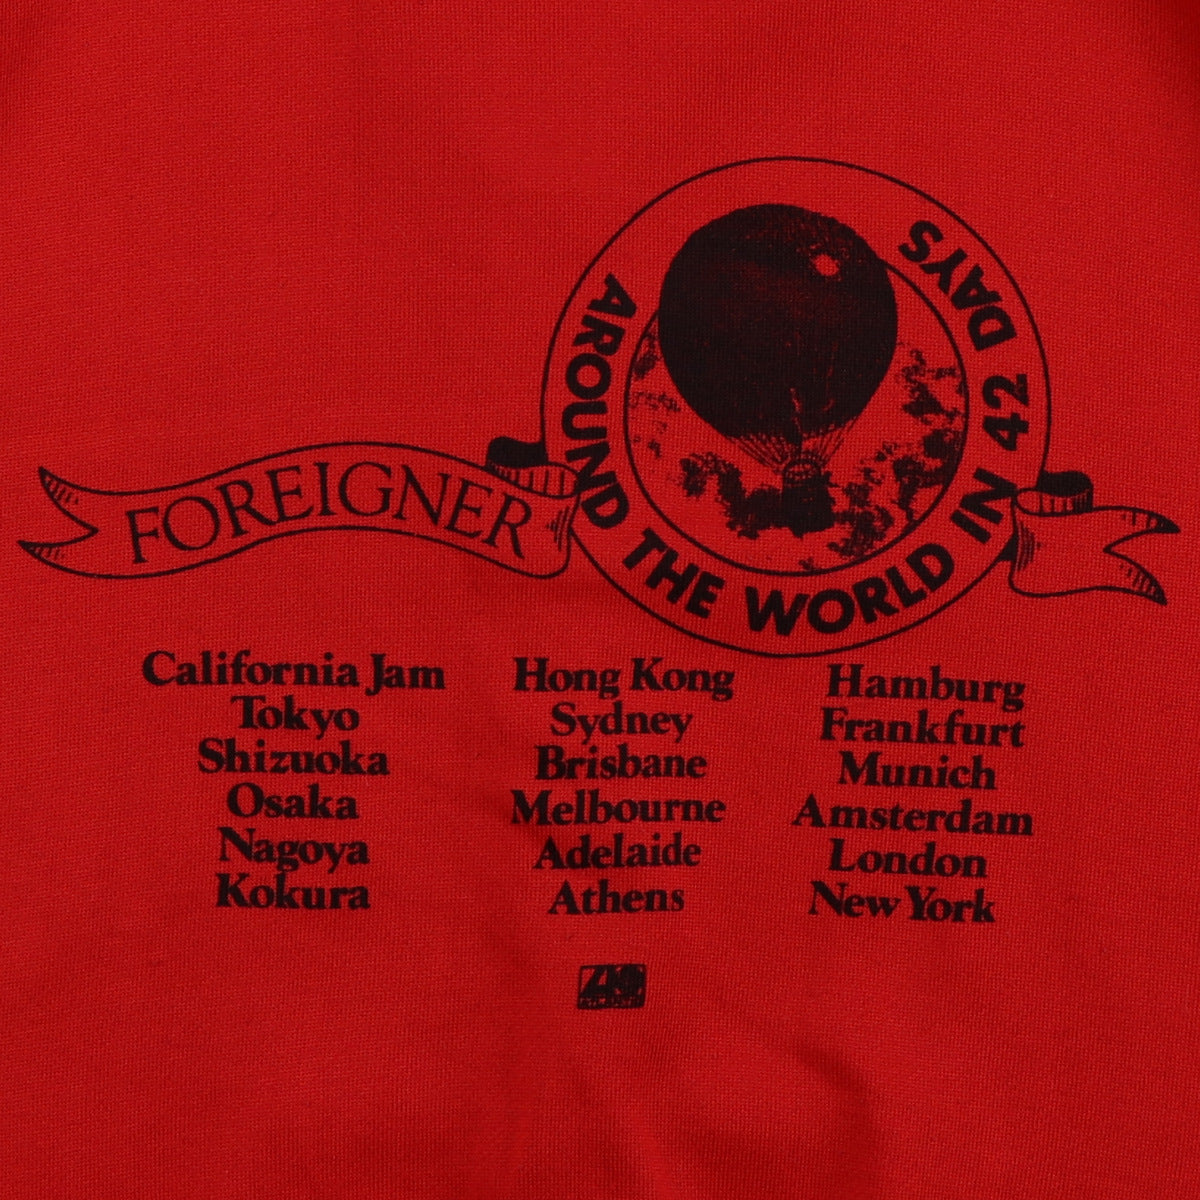 FOREIGNER
AROUND THE WORLD IN 42 DAYS
California Jam
Tokyo
Shizuoka
Osaka
Nagoya
Kokura
Hong Kong
Sydney
Brisbane
Melbourne
Adelaide
Athens
Hamburg
Frankfurt
Munich
Amsterdam
London
New York
ATLANTIC